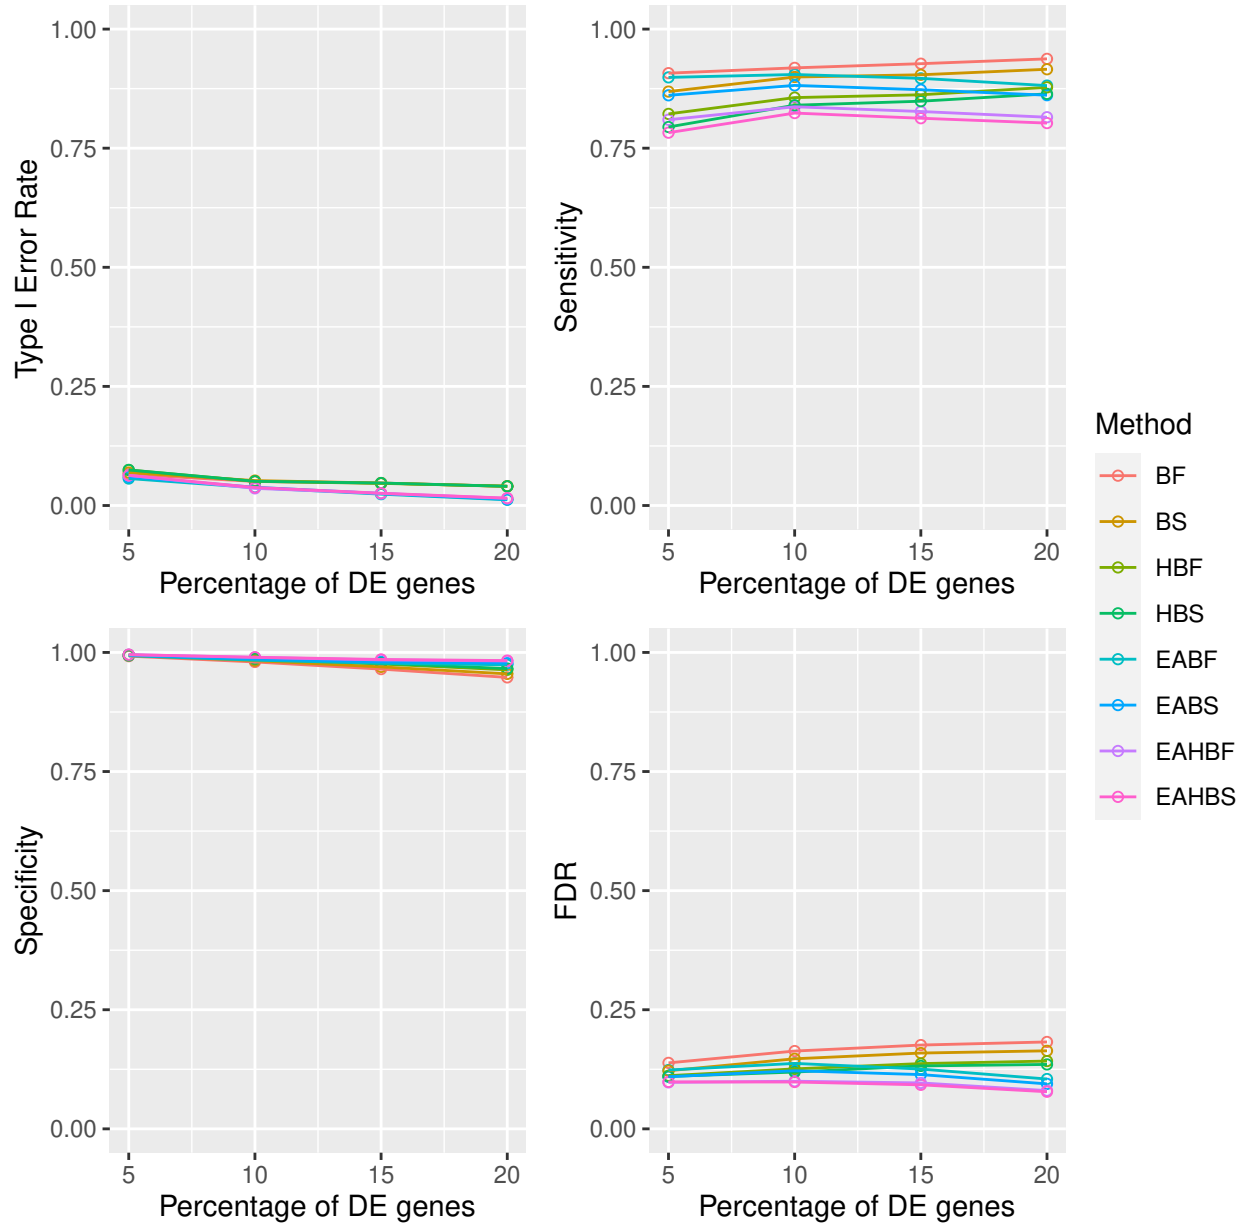 1.00
0.75
0.50
0.25
0.00
Type I Error Rate
5 10 15 20
Percentage of DE genes
1.00
0.75
0.50
0.25
0.00
Sensitivity
5 10 15 20
Percentage of DE genes
1.00
0.75
0.50
0.25
0.00
Specificity
5 10 15 20
Percentage of DE genes
1.00
0.75
0.50
0.25
0.00
FDR
5 10 15 20
Percentage of DE genes
Method
BF
BS
HBF
HBS
EABF
EABS
EAHBF
EAHBS